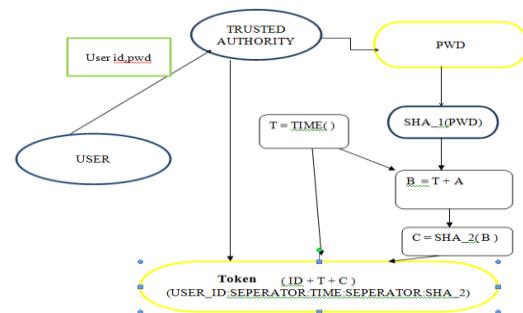 TRUSTED
AUTHORITY
PWD
User id,pwd
SHA_1(PWD)
T = TIME( )
USER
B = T + A
C = SHA_2( B )
Token ( ID + T + C )
(USER_ID:SEPERATOR:TIME:SEPERATOR:SHA_2)